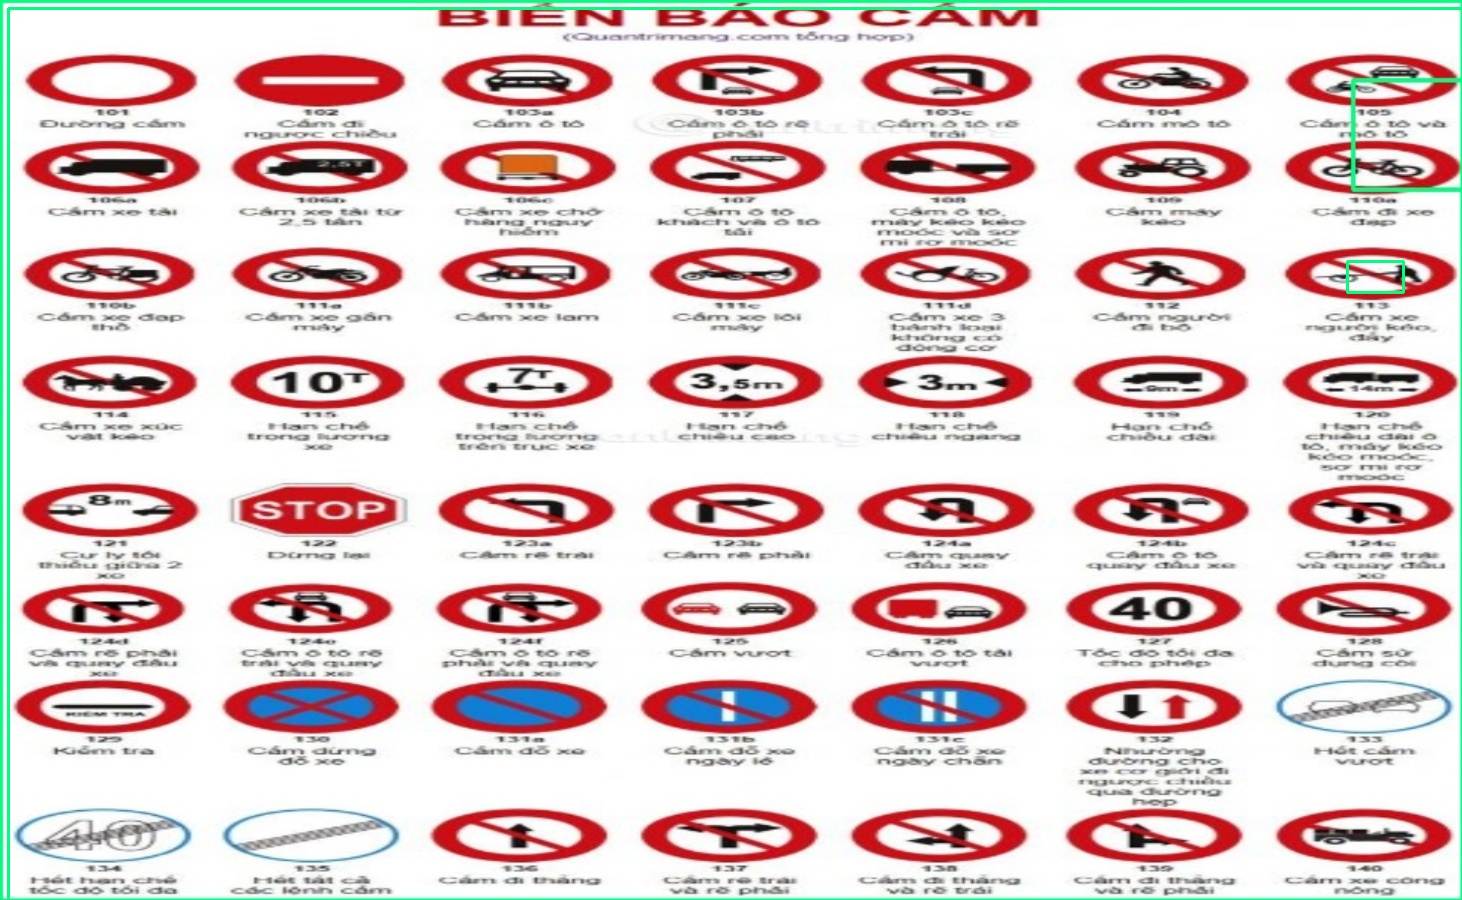 BIỂN BÁO CẤM
(Quantrimang.com tổng hợp)
101
Đường cấm
102
Cấm đi
ngược chiều
103a
Cấm ô tô
103b
Cấm ô tô rẽ
phải
103c
Cấm ô tô rẽ
trái
104
Cấm mô tô
105
Cấm ô tô và
mô tô
106a
Cấm xe tải
2,5T
106b
Cấm xe tải từ
2,5 tấn
106c
Cấm xe chở
hàng nguy
hiểm
107
Cấm ô tô
khách và ô tô
tải
108
Cấm ô tô,
máy kéo kéo
moóc và sơ
mi rơ moóc
109
Cấm máy
kéo
110a
Cấm đi xe
đạp
110b
Cấm xe đạp
thồ
111a
Cấm xe gắn
máy
111b
Cấm xe lam
111c
Cấm xe lôi
máy
111d
Cấm xe 3
bánh loại
không có
động cơ
112
Cấm người
đi bộ
113
Cấm xe
người kéo,
đẩy
114
Cấm xe xúc
vật kéo
10T
115
Hạn chế
trọng lượng
xe
7T
116
Hạn chế
trọng lượng
trên trục xe
3,5m
117
Hạn chế
chiều cao
3m
118
Hạn chế
chiều ngang
9m
119
Hạn chế
chiều dài
14m
120
Hạn chế
chiều dài ô
tô, máy kéo
kéo moóc,
sơ mi rơ
moóc
8m
121
Cự ly tối
thiểu giữa 2
xe
STOP
122
Dừng lại
123a
Cấm rẽ trái
123b
Cấm rẽ phải
124a
Cấm quay
đầu xe
124b
Cấm ô tô
quay đầu xe
124c
Cấm rẽ trái
và quay đầu
xe
124d
Cấm rẽ phải
và quay đầu
xe
124e
Cấm ô tô rẽ
trái và quay
đầu xe
124f
Cấm ô tô rẽ
phải và quay
đầu xe
125
Cấm vượt
126
Cấm ô tô tải
vượt
40
127
Tốc độ tối đa
cho phép
128
Cấm sử
dụng còi
KIỂM TRA
129
Kiểm tra
130
Cấm dừng
đỗ xe
131a
Cấm đỗ xe
131b
Cấm đỗ xe
ngày lẻ
131c
Cấm đỗ xe
ngày chẵn
132
Nhường
đường cho
xe cơ giới đi
ngược chiều
qua đường
hẹp
133
Hết cấm
vượt
40
134
Hết hạn chế
tốc độ tối đa
135
Hết tất cả
các lệnh cấm
136
Cấm đi thẳng
137
Cấm rẽ trái
và rẽ phải
138
Cấm đi thẳng
và rẽ trái
139
Cấm đi thẳng
và rẽ phải
140
Cấm xe công
nông